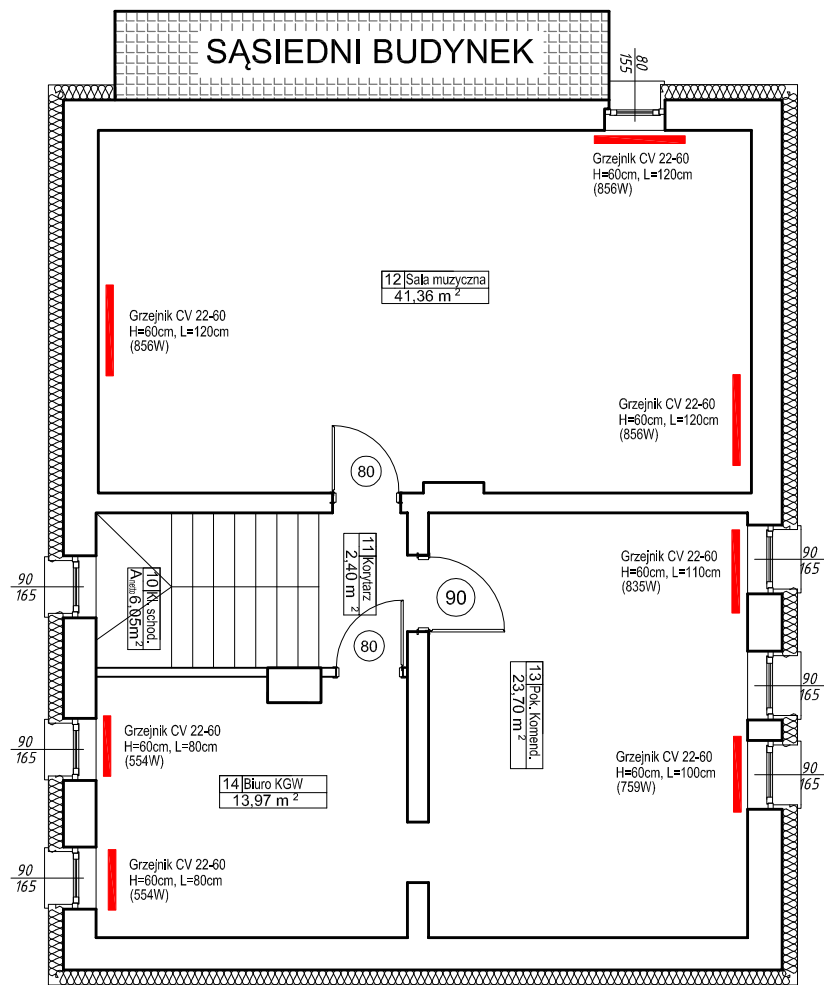 SĄSIEDNI BUDYNEK
80
155
Grzejnik CV 22-60
H=60cm, L=120cm
(856W)
12 Sala muzyczna
41,36 m²
Grzejnik CV 22-60
H=60cm, L=120cm
(856W)
Grzejnik CV 22-60
H=60cm, L=120cm
(856W)
80
11 Korytarz
2,40 m²
90
165
10 Kl. schod.
Anetto 6,05m²
90
Grzejnik CV 22-60
H=60cm, L=110cm
(835W)
90
165
80
13 Pok. Komend.
23,70 m²
90
165
Grzejnik CV 22-60
H=60cm, L=80cm
(554W)
90
165
14 Biuro KGW
13,97 m²
Grzejnik CV 22-60
H=60cm, L=100cm
(759W)
90
165
Grzejnik CV 22-60
H=60cm, L=80cm
(554W)
90
165